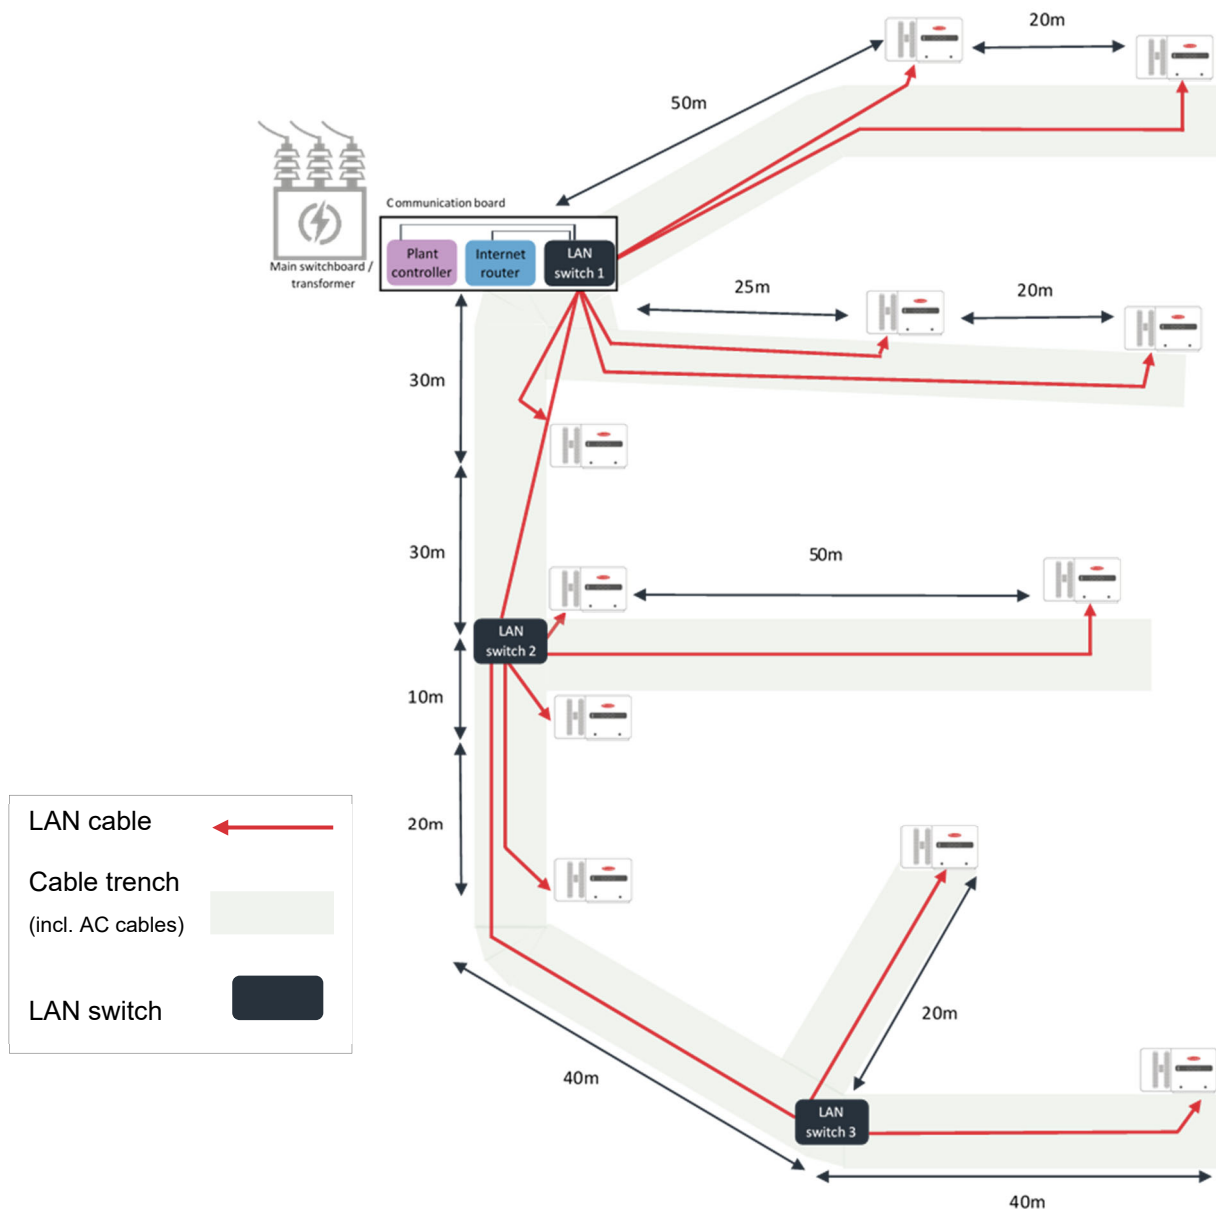 20m
50m
Communication board
Plant
controller
Internet
router
LAN
switch 1
Main switchboard /
transformer
25m
20m
30m
30m
50m
LAN
switch 2
10m
20m
LAN cable
Cable trench
(incl. AC cables)
LAN switch
20m
40m
LAN
switch 3
40m